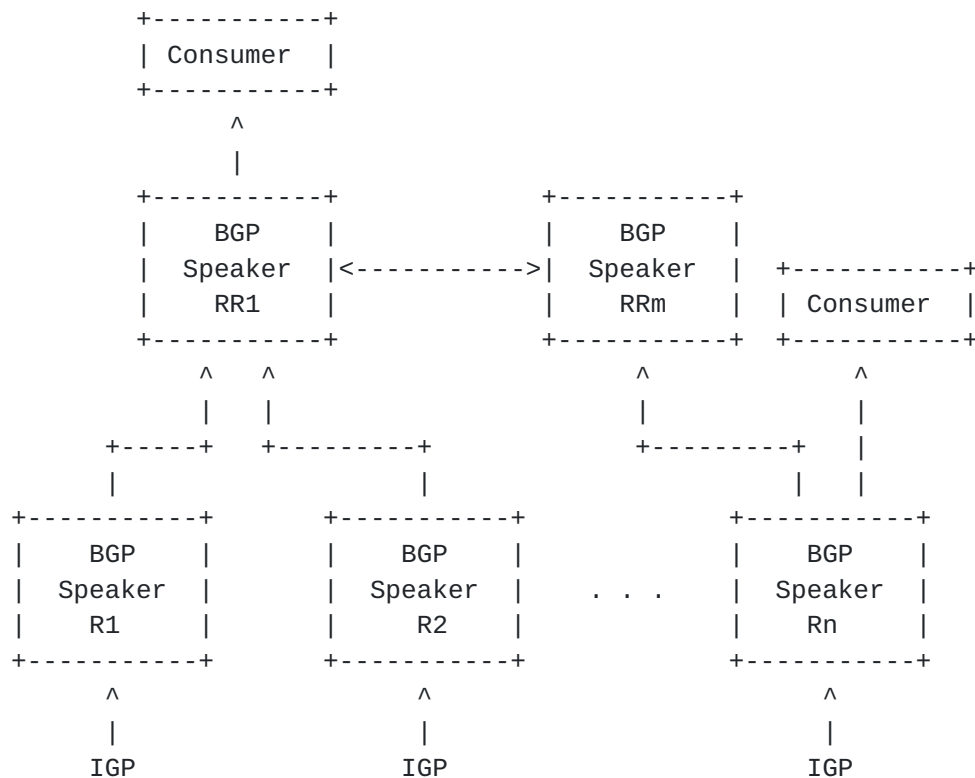 Consumer
BGP BGP
Speaker Speaker
RR1 RRm Consumer
BGP BGP BGP
Speaker Speaker . . . Speaker
R1 R2 Rn
IGP IGP IGP